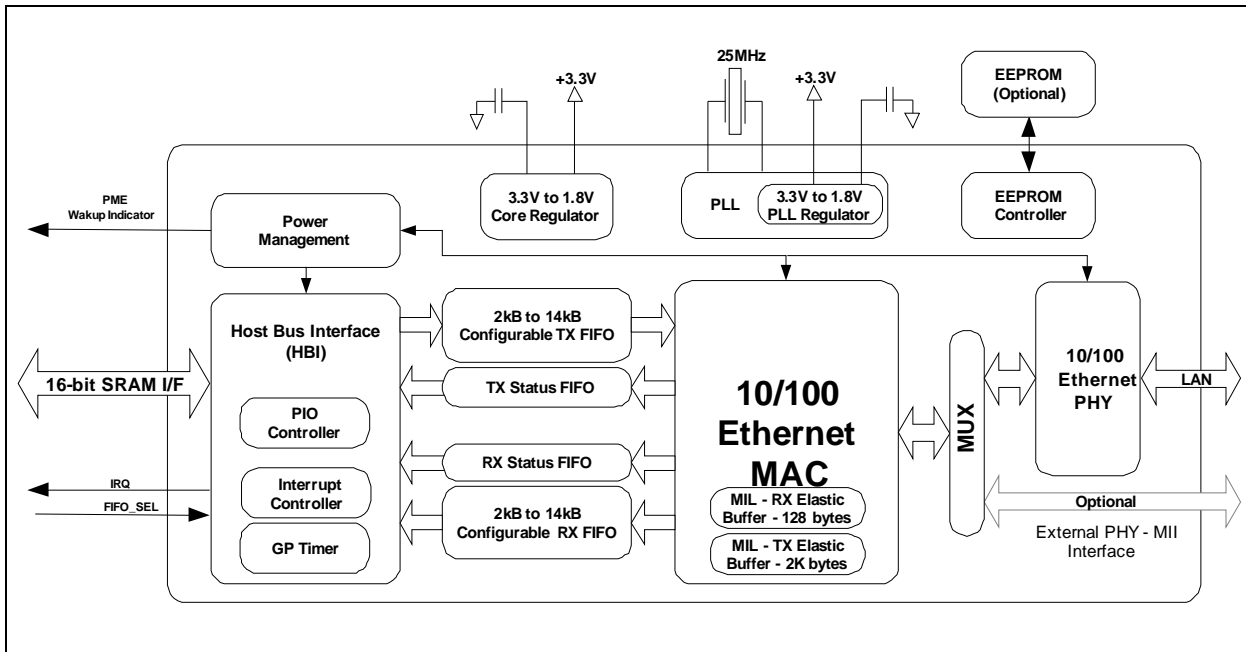 25MHz
+3.3V
+3.3V
EEPROM
(Optional)
3.3V to 1.8V
Core Regulator
PLL
3.3V to 1.8V
PLL Regulator
EEPROM
Controller
PME
Wakup Indicator
Power
Management
Host Bus Interface
(HBI)
2kB to 14kB
Configurable TX FIFO
TX Status FIFO
RX Status FIFO
2kB to 14kB
Configurable RX FIFO
16-bit SRAM I/F
PIO
Controller
IRQ
FIFO_SEL
Interrupt
Controller
GP Timer
10/100
Ethernet
MAC
MIL - RX Elastic
Buffer - 128 bytes
MIL - TX Elastic
Buffer - 2K bytes
MUX
10/100
Ethernet
PHY
LAN
Optional
External PHY - MII
Interface